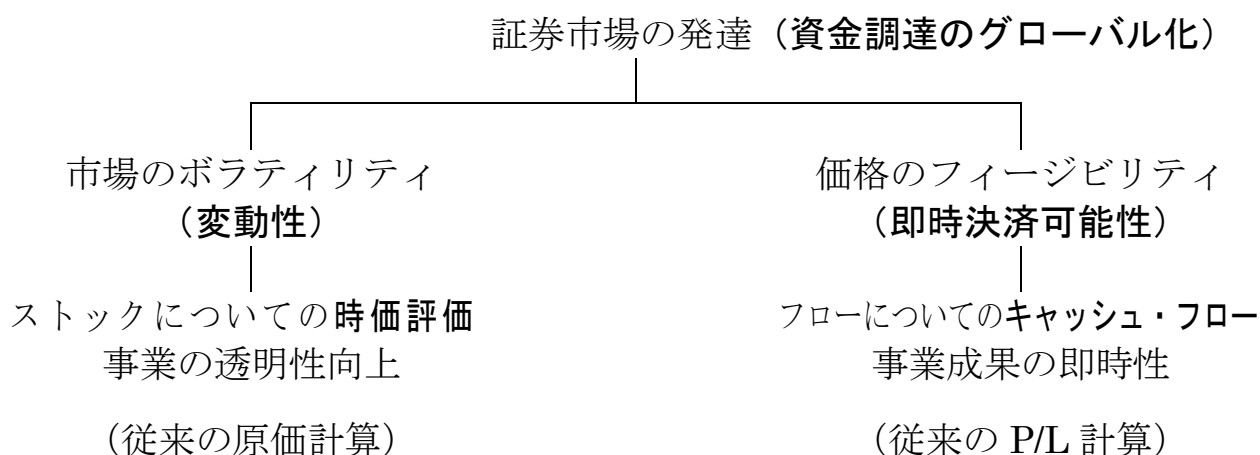 証券市場の発達（資金調達のグローバル化）
市場のボラティリティ
（変動性）
ストックについての時価評価
事業の透明性向上
（従来の原価計算）
価格のフィージビリティ
（即時決済可能性）
フローについてのキャッシュ・フロー
事業成果の即時性
（従来の P/L 計算）